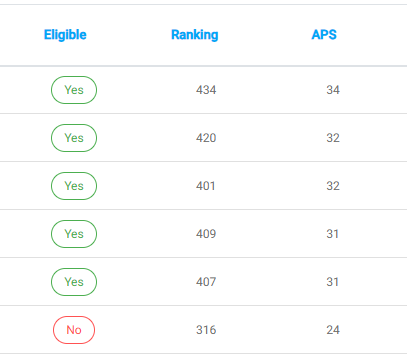 Eligible Ranking APS
Yes 434 34
Yes 420 32
Yes 401 32
Yes 409 31
Yes 407 31
No 316 24